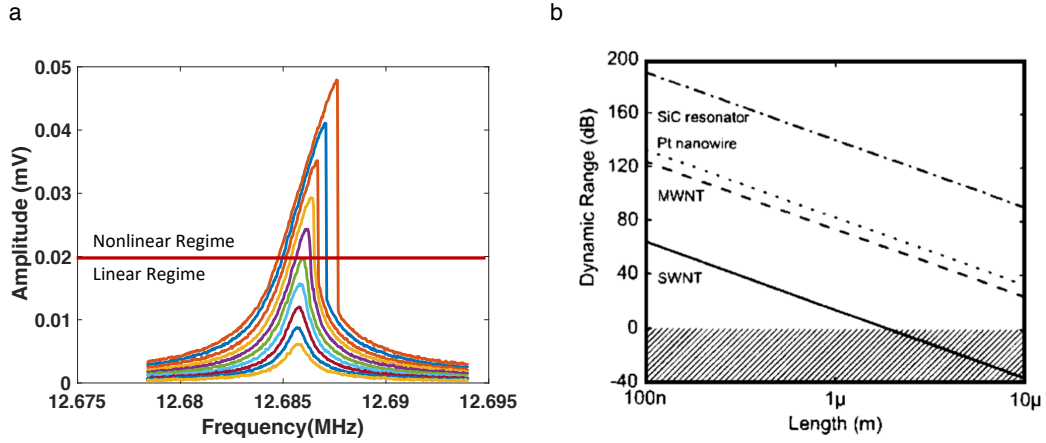 a
0.05
0.04
0.03
0.02
0.01
0
Amplitude (mV)
Nonlinear Regime
Linear Regime
12.675
12.68
12.685
12.69
12.695
Frequency(MHz)
b
200
160
120
80
40
0
-40
Dynamic Range (dB)
SiC resonator
Pt nanowire
MWNT
SWNT
100n
1μ
10μ
Length (m)